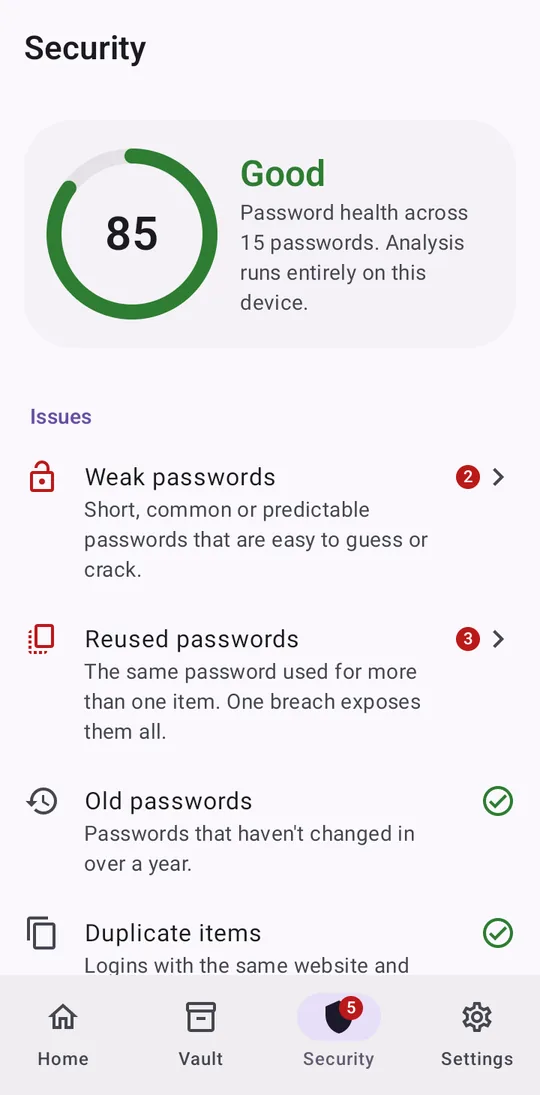 Security
85
Good
Password health across
15 passwords. Analysis
runs entirely on this
device.
Issues
Weak passwords
2
Short, common or predictable
passwords that are easy to guess or
crack.
Reused passwords
3
The same password used for more
than one item. One breach exposes
them all.
Old passwords
Passwords that haven't changed in
over a year.
Duplicate items
Logins with the same website and
5
Home
Vault
Security
Settings